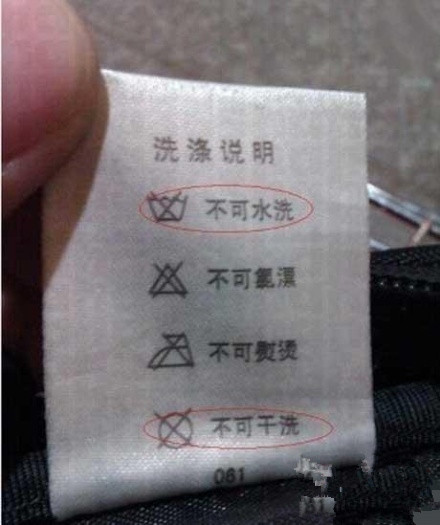 洗涤说明
不可水洗
不可氯漂
不可熨烫
不可干洗
061